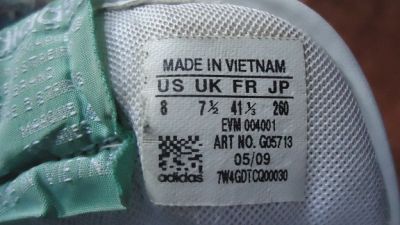 MADE IN VIETNAM
US UK FR JP
8 7½ 41⅓ 260
EVM 004001
ART NO. G05713
05/09
adidas 7W4GDTCQ00030